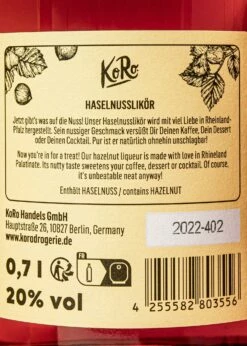 KoRo
HASELNUSSLIKÖR
Jetzt gibt's was auf die Nuss! Unser Haselnusslikör wird mit viel Liebe in Rheinland-
Pfalz hergestellt. Sein nussiger Geschmack versüßt Dir Deinen Kaffee, Dein Dessert
oder Deinen Cocktail. Pur ist er natürlich ohnehin unschlagbar!
Now you're in for a treat! Our hazelnut liqueur is made with love in Rhineland
Palatinate. Its nutty taste sweetens your coffee, dessert or cocktail. Of course,
it's unbeatable neat anyway!
Enthält HASELNUSS / contains HAZELNUT
KoRo Handels GmbH
Hauptstraße 26, 10827 Berlin, Germany
www.korodrogerie.de
2022-402
0,7 l
FR
20% vol
4 255582 803556